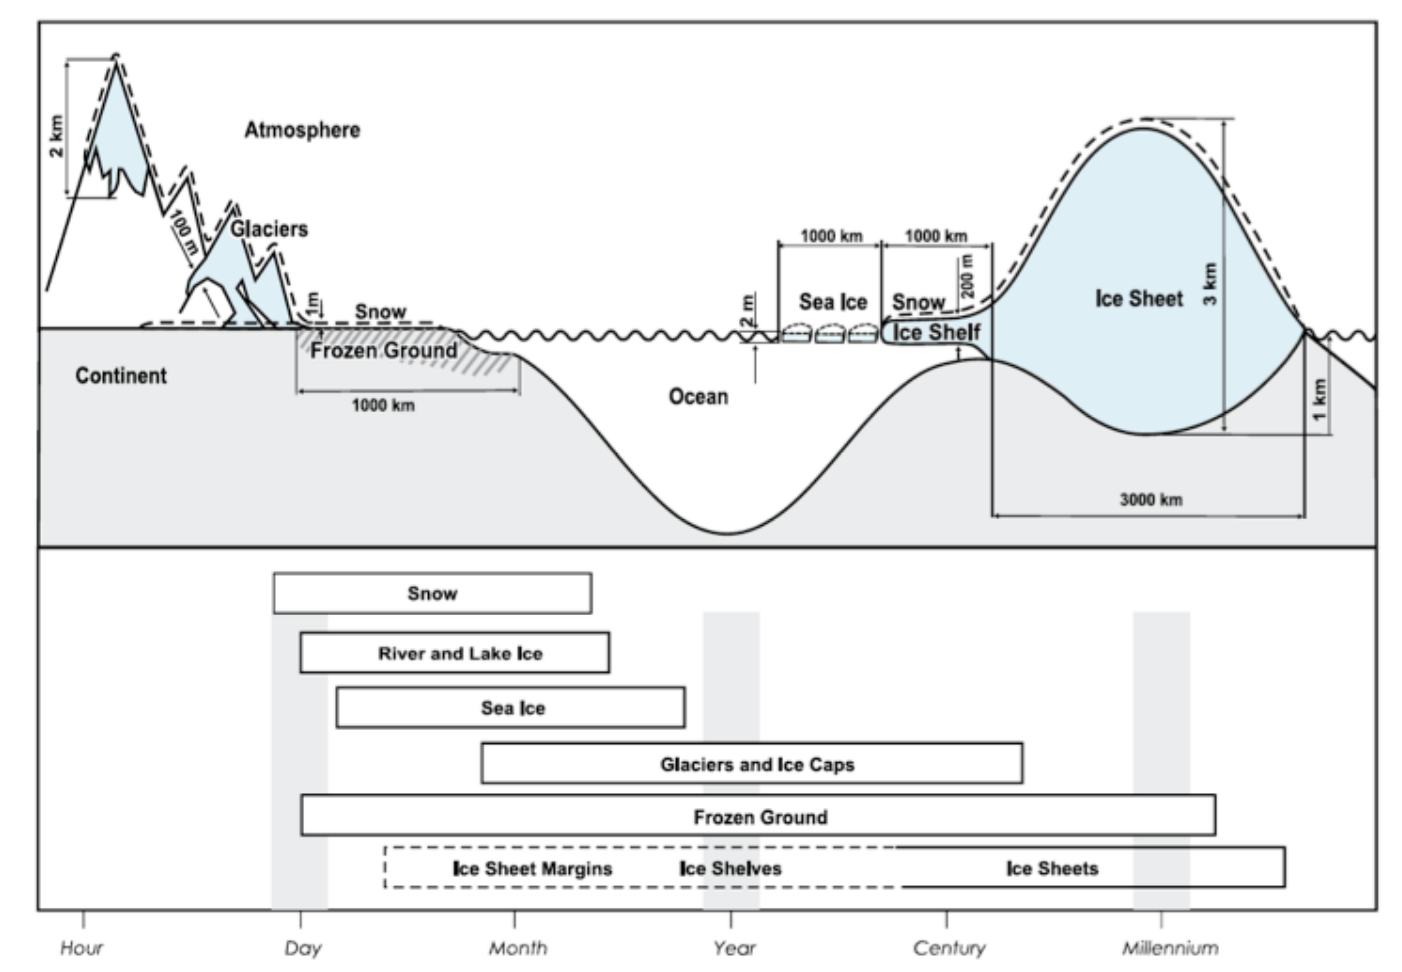 2 km
Atmosphere
100 m
Glaciers
1m
Snow
Frozen Ground
1000 km
Continent
Ocean
2 m
1000 km
1000 km
Sea Ice
Snow
200 m
Ice Shelf
Ice Sheet
3 km
1 km
3000 km
Snow
River and Lake Ice
Sea Ice
Glaciers and Ice Caps
Frozen Ground
Ice Sheet Margins Ice Shelves Ice Sheets
Hour Day Month Year Century Millennium